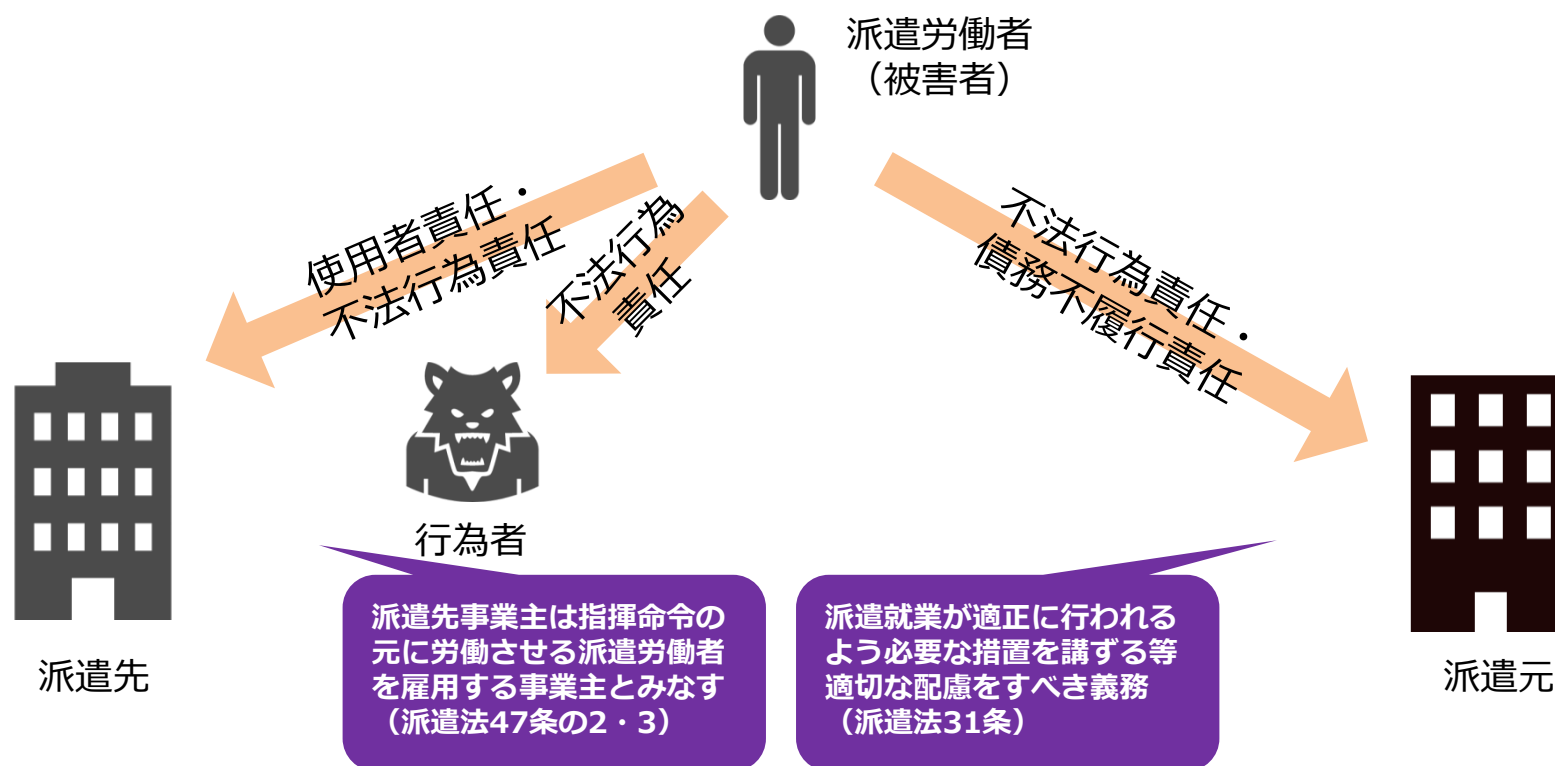 派遣労働者
（被害者）
使用者責任・
不法行為責任
不法行為
責任
不法行為責任・
債務不履行責任
行為者
派遣先
派遣元
派遣先事業主は指揮命令の
元に労働させる派遣労働者
を雇用する事業主とみなす
（派遣法47条の2・3）
派遣就業が適正に行われる
よう必要な措置を講ずる等
適切な配慮をすべき義務
（派遣法31条）